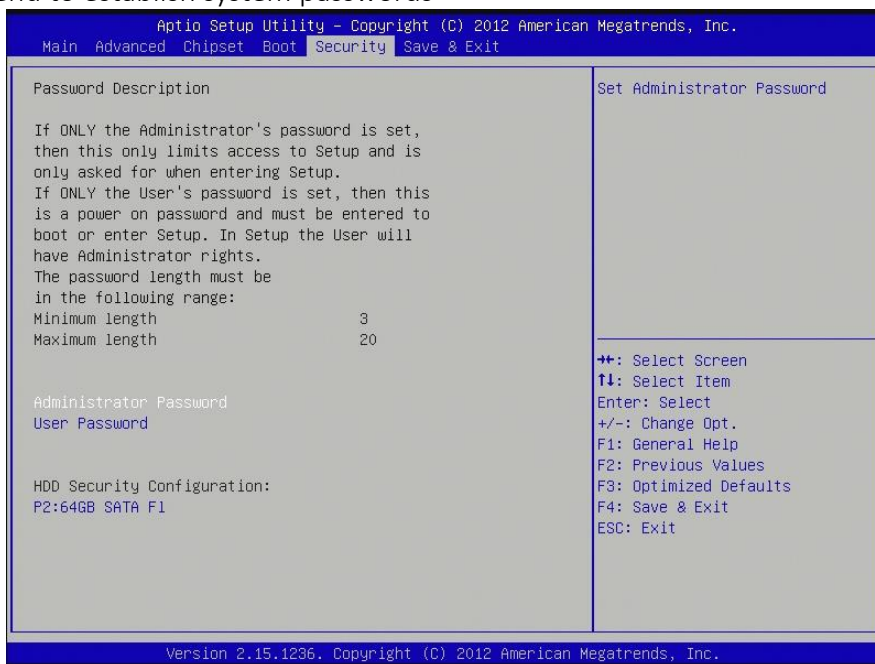 to establish system passwords
Aptio Setup Utility – Copyright (C) 2012 American Megatrends, Inc.
Main Advanced Chipset Boot Security Save & Exit
Password Description
If ONLY the Administrator's password is set,
then this only limits access to Setup and is
only asked for when entering Setup.
If ONLY the User's password is set, then this
is a power on password and must be entered to
boot or enter Setup. In Setup the User will
have Administrator rights.
The password length must be
in the following range:
Minimum length 3
Maximum length 20
Administrator Password
User Password
HDD Security Configuration:
P2:64GB SATA Fl
Set Administrator Password
→←: Select Screen
↑↓: Select Item
Enter: Select
+/-: Change Opt.
F1: General Help
F2: Previous Values
F3: Optimized Defaults
F4: Save & Exit
ESC: Exit
Version 2.15.1236. Copyright (C) 2012 American Megatrends, Inc.